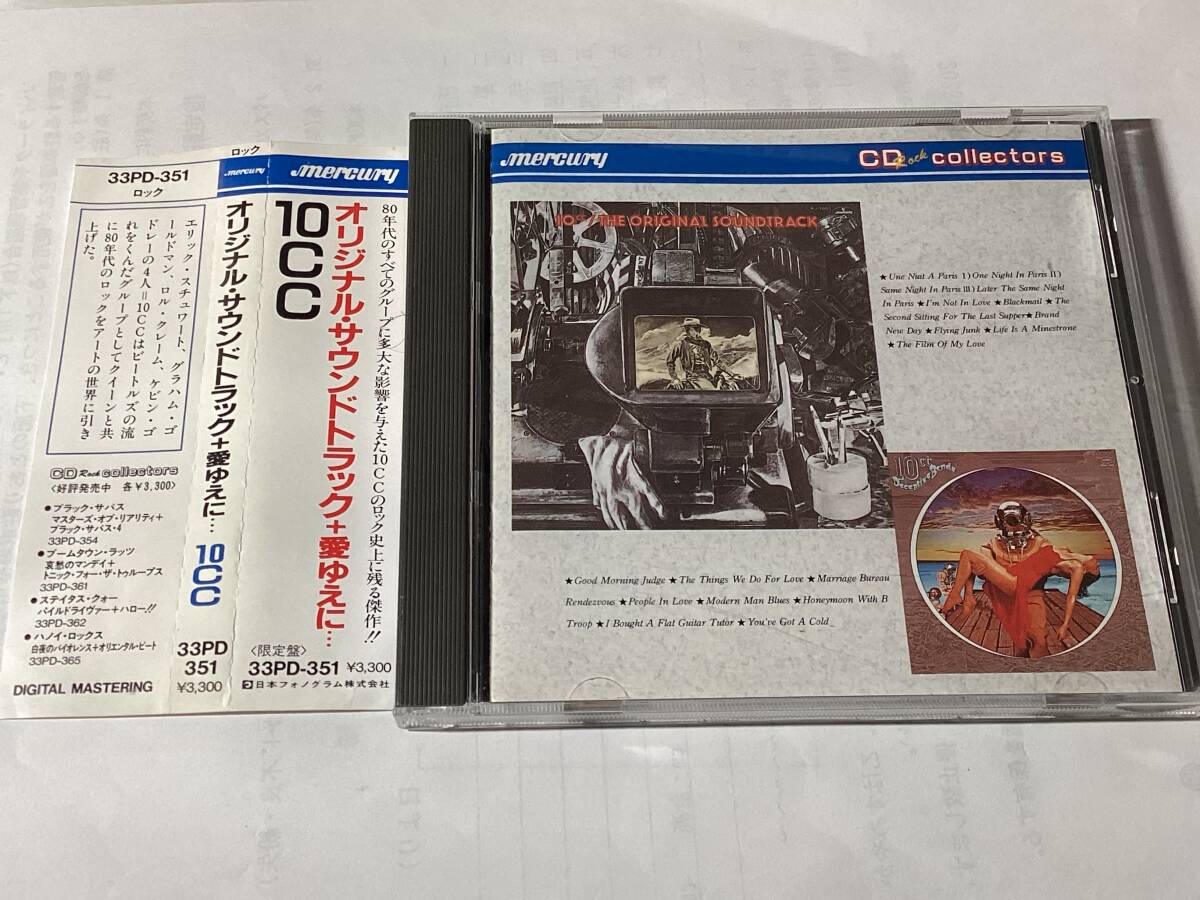 33PD-351
ロック
エリック・スチュワート、グラハム・ゴ
ールドマン、ロル・クレーム、ケビン・ゴ
ドレーの4人=10CCはビートルズの流
れをくんだグループとしてクイーンと共
に80年代のロックをアートの世界に引き
上げた。
CD Rock collectors
〈好評発売中 各¥3,300〉
●ブラック・サバス
マスターズ・オブ・リアリティ+
ブラック・サバス・4
33PD-354
●ブームタウン・ラッツ
哀愁のマンデイ+
トニック・フォー・ザ・トゥループス
33PD-361
●ステイタス・クォー
パイルドライヴァー+ハロー!!
33PD-362
●ハノイ・ロックス
白夜のバイオレンス+オリエンタル・ビート
33PD-365
DIGITAL MASTERING
ロック
mercury
オリジナル・サウンドトラック+愛ゆえに…
10CC
33PD
351
¥3,300
mercury
80年代のすべてのグループに多大な影響を与えた10CCのロック史上に残る傑作!!
オリジナル・サウンドトラック+愛ゆえに…
10CC
〈限定盤〉
33PD-351 ¥3,300
日本フォノグラム株式会社
mercury
CD Rock collectors
10cc / THE ORIGINAL SOUNDTRACK
★Une Nuit A Paris I) One Night In Paris II)
Same Night In Paris III) Later The Same Night
In Paris ★I'm Not In Love ★Blackmail ★The
Second Sitting For The Last Supper★Brand
New Day ★Flying Junk ★Life Is A Minestrone
★The Film Of My Love
10cc
Deceptive Bends
★Good Morning Judge ★The Things We Do For Love ★Marriage Bureau
Rendezvous ★People In Love ★Modern Man Blues ★Honeymoon With B
Troop ★I Bought A Flat Guitar Tutor ★You've Got A Cold